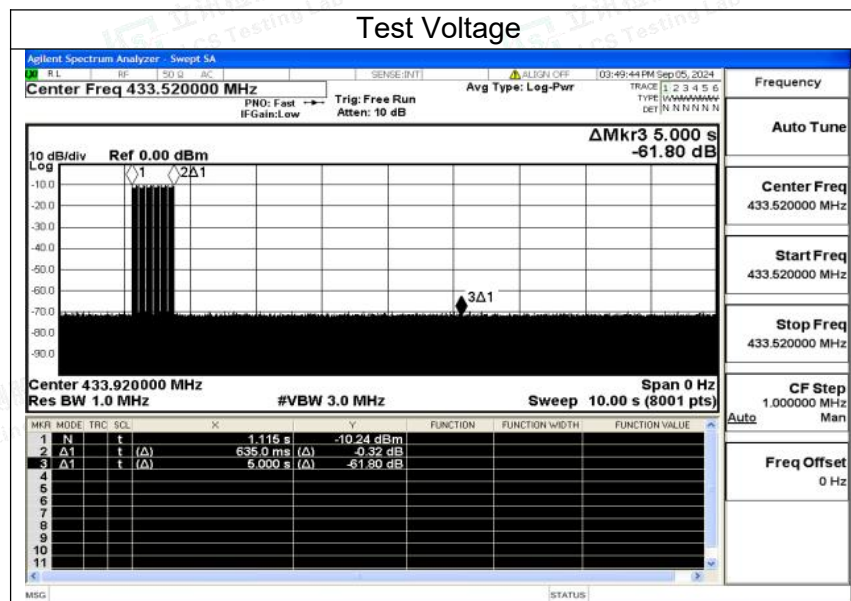 Test Voltage
Agilent Spectrum Analyzer - Swept SA
RL RF 50 Ω AC SENSE:INT ALIGN OFF 03:49:44 PM Sep 05, 2024
Center Freq 433.520000 MHz
PNO: Fast Trig: Free Run Avg Type: Log-Pwr TRACE 1 2 3 4 5 6
IFGain:Low Atten: 10 dB TYPE WWWWWW
DET N N N N N N
ΔMkr3 5.000 s
-61.80 dB
10 dB/div Ref 0.00 dBm
Log
1 2Δ1
-10.0
-20.0
-30.0
-40.0
-50.0
-60.0
3Δ1
-70.0
-80.0
-90.0
Center 433.920000 MHz Span 0 Hz
Res BW 1.0 MHz #VBW 3.0 MHz Sweep 10.00 s (8001 pts)
MKR MODE TRC SCL X Y FUNCTION FUNCTION WIDTH FUNCTION VALUE
1 N t 1.115 s -10.24 dBm
2 Δ1 t (Δ) 635.0 ms (Δ) -0.32 dB
3 Δ1 t (Δ) 5.000 s (Δ) -61.80 dB
4
5
6
7
8
9
10
11
MSG STATUS
Frequency
Auto Tune
Center Freq
433.520000 MHz
Start Freq
433.520000 MHz
Stop Freq
433.520000 MHz
CF Step
1.000000 MHz
Auto Man
Freq Offset
0 Hz
LCS Testing Lab